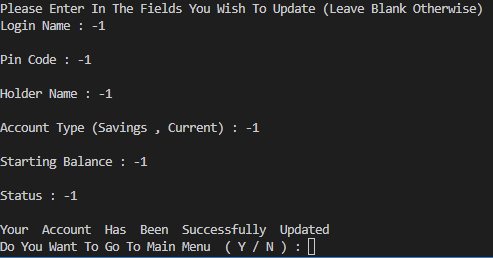 Please Enter In The Fields You Wish To Update (Leave Blank Otherwise)
Login Name : -1
Pin Code : -1
Holder Name : -1
Account Type (Savings , Current) : -1
Starting Balance : -1
Status : -1
Your  Account  Has  Been  Successfully  Updated
Do You Want To Go To Main Menu  ( Y / N ) :